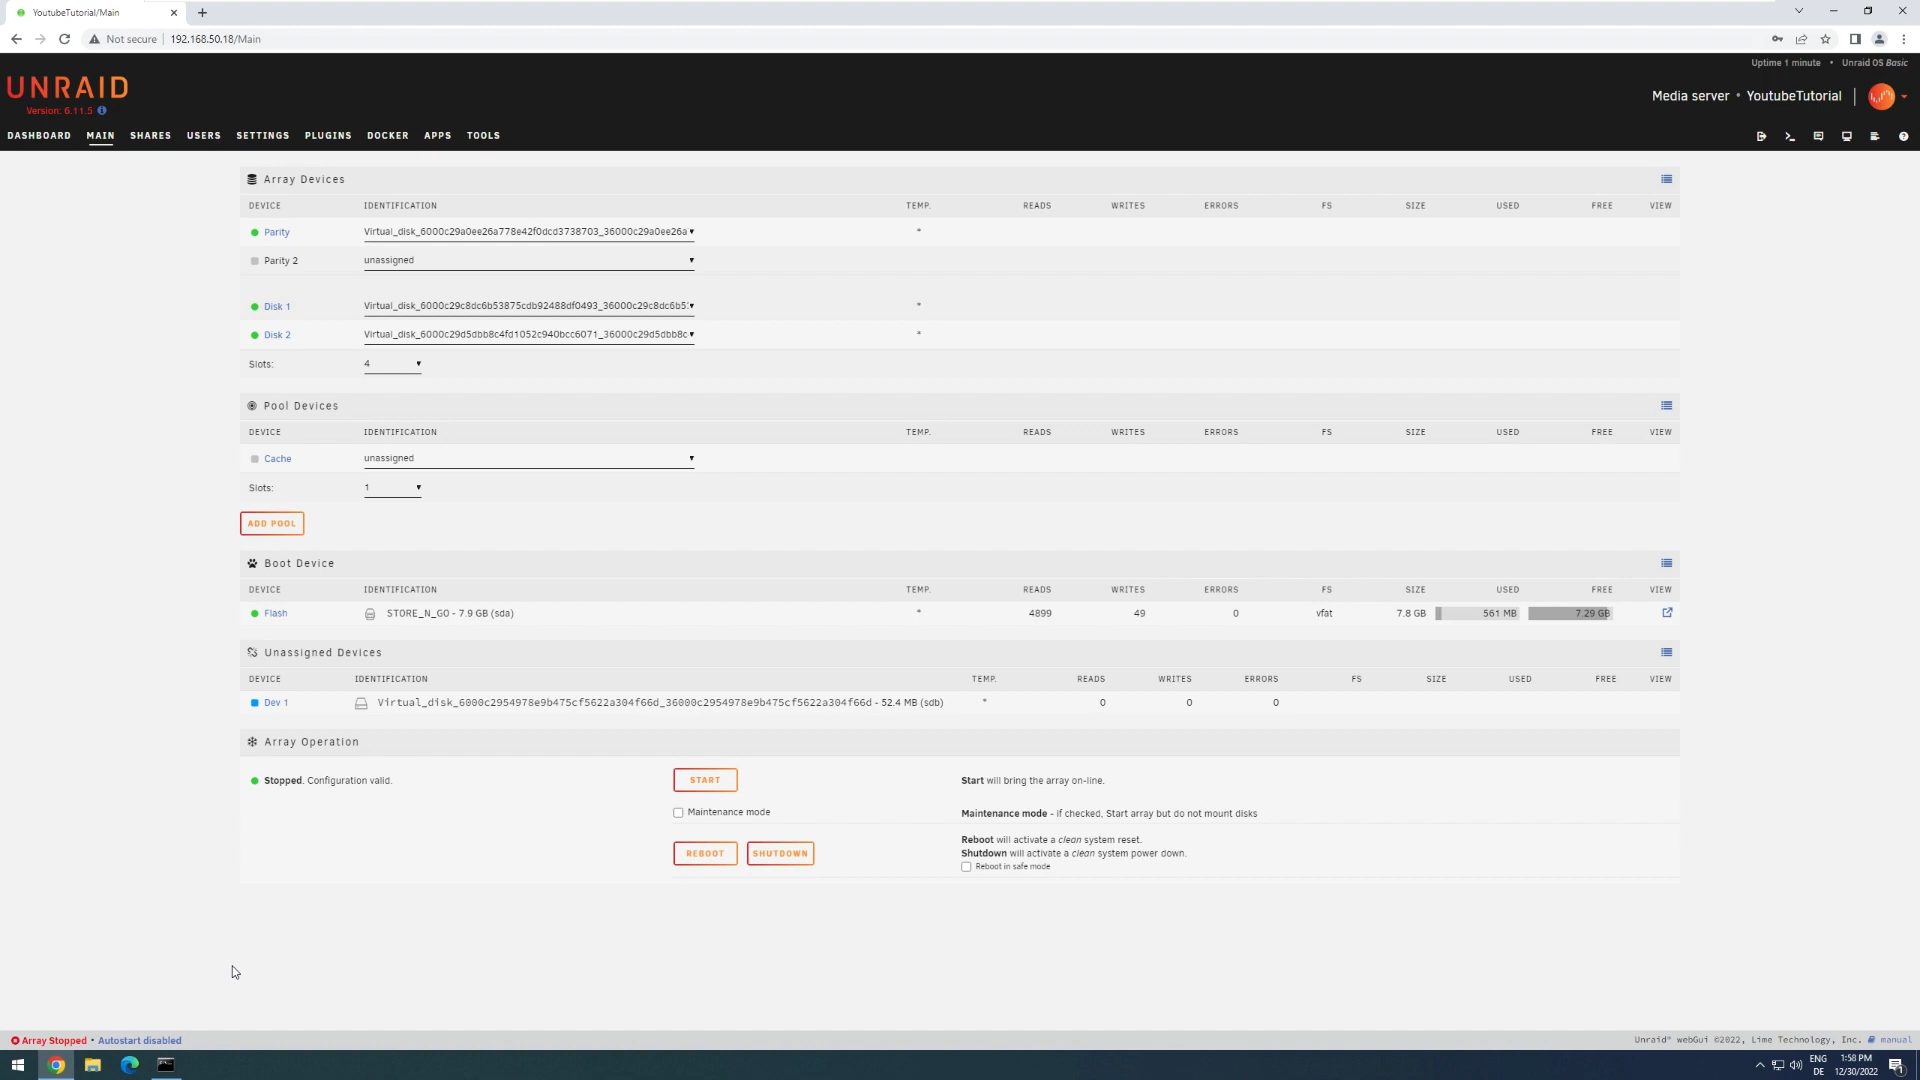 YoutubeTutorial/Main
Not secure 192.168.50.18/Main
Uptime 1 minute • Unraid OS Basic
UNRAID
Version: 6.11.5
Media server • YoutubeTutorial
DASHBOARD MAIN SHARES USERS SETTINGS PLUGINS DOCKER APPS TOOLS
Array Devices
DEVICE IDENTIFICATION TEMP. READS WRITES ERRORS FS SIZE USED FREE VIEW
Parity Virtual_disk_6000c29a0ee26a778e42f0dcd3738703_36000c29a0ee26a *
Parity 2 unassigned
Disk 1 Virtual_disk_6000c29c8dc6b53875cdb92488df0493_36000c29c8dc6b5 *
Disk 2 Virtual_disk_6000c29d5dbb8c4fd1052c940bcc6071_36000c29d5dbb8c *
Slots: 4
Pool Devices
DEVICE IDENTIFICATION TEMP. READS WRITES ERRORS FS SIZE USED FREE VIEW
Cache unassigned
Slots: 1
ADD POOL
Boot Device
DEVICE IDENTIFICATION TEMP. READS WRITES ERRORS FS SIZE USED FREE VIEW
Flash STORE_N_GO - 7.9 GB (sda) * 4899 49 0 vfat 7.8 GB 561 MB 7.29 GB
Unassigned Devices
DEVICE IDENTIFICATION TEMP. READS WRITES ERRORS FS SIZE USED FREE VIEW
Dev 1 Virtual_disk_6000c2954978e9b475cf5622a304f66d_36000c2954978e9b475cf5622a304f66d - 52.4 MB (sdb) * 0 0 0
Array Operation
Stopped. Configuration valid. START Start will bring the array on-line.
Maintenance mode Maintenance mode - if checked, Start array but do not mount disks
Reboot will activate a clean system reset.
REBOOT SHUTDOWN Shutdown will activate a clean system power down.
Reboot in safe mode
Array Stopped • Autostart disabled
Unraid® webGui ©2022, Lime Technology, Inc. manual
ENG 1:58 PM
DE 12/30/2022
1